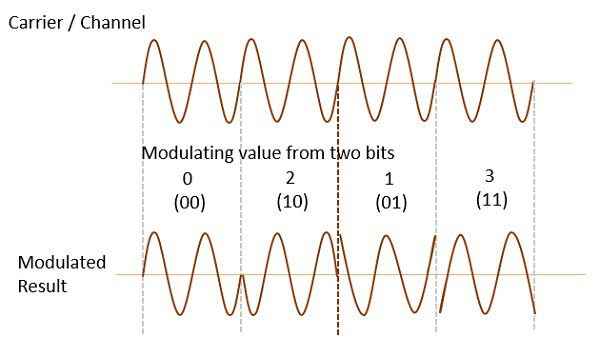 Carrier / Channel
Modulating value from two bits
0 2 1 3
(00) (10) (01) (11)
Modulated
Result